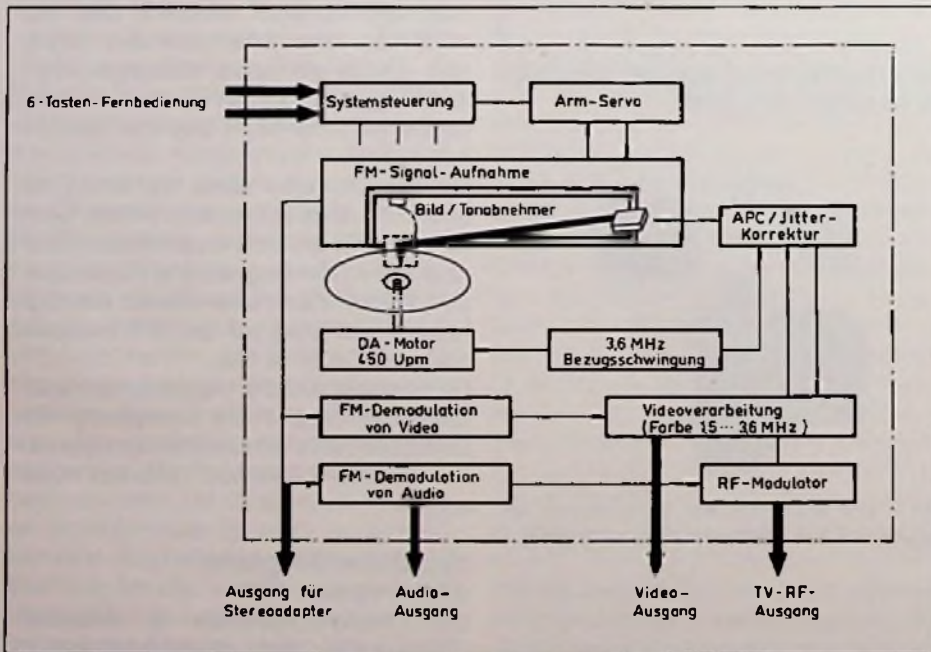 6-Tasten-Fernbedienung
Systemsteuerung
Arm-Servo
FM-Signal-Aufnahme
Bild/Tonabnehmer
APC/Jitter-
Korrektur
DA-Motor
450 Upm
3,6 MHz
Bezugsschwingung
FM-Demodulation
von Video
Videoverarbeitung
(Farbe 1,5 ··· 3,6 MHz)
FM-Demodulation
von Audio
RF-Modulator
Ausgang für
Stereoadapter
Audio-
Ausgang
Video-
Ausgang
TV-RF-
Ausgang